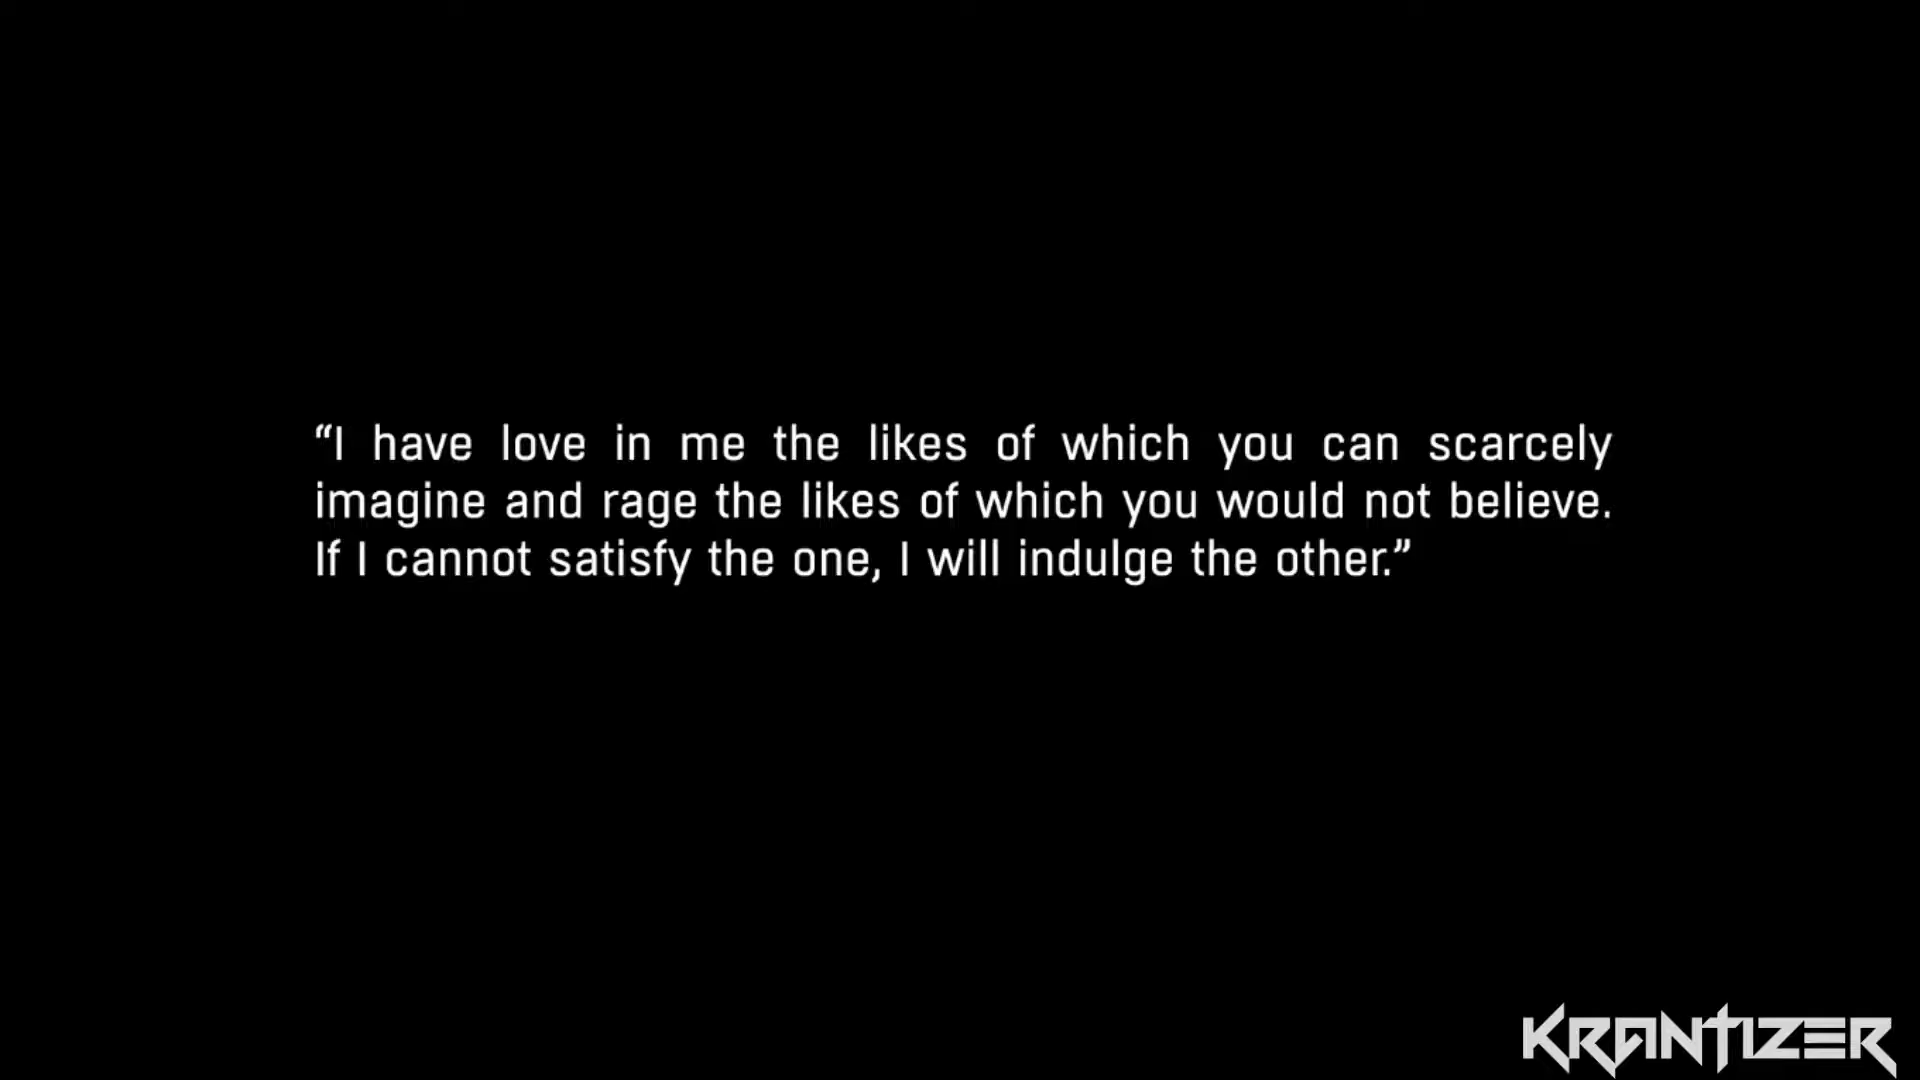 “I have love in me the likes of which you can scarcely
imagine and rage the likes of which you would not believe.
If I cannot satisfy the one, I will indulge the other.”
KRANTIZER